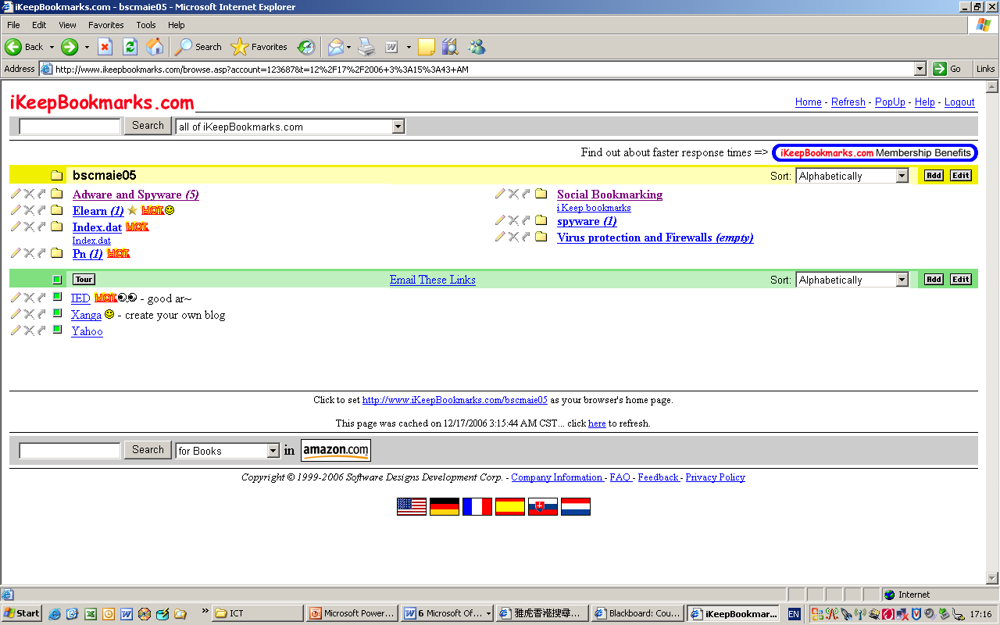 iKeepBookmarks.com - bscmaie05 - Microsoft Internet Explorer
File Edit View Favorites Tools Help
Back Search Favorites
Address http://www.ikeepbookmarks.com/browse.asp?account=123687&t=12%2F17%2F2006+3%3A15%3A43+AM Go Links
iKeepBookmarks.com
Home - Refresh - PopUp - Help - Logout
Search all of iKeepBookmarks.com
Find out about faster response times => iKeepBookmarks.com Membership Benefits
bscmaie05 Sort: Alphabetically Add Edit
Adware and Spyware (5)
Elearn (1) HOT
Index.dat HOT
Index.dat
Pn (1) HOT
Social Bookmarking
i Keep bookmarks
spyware (1)
Virus protection and Firewalls (empty)
Tour Email These Links Sort: Alphabetically Add Edit
IED HOT - good ar~
Xanga - create your own blog
Yahoo
Click to set http://www.iKeepBookmarks.com/bscmaie05 as your browser's home page.
This page was cached on 12/17/2006 3:15:44 AM CST... click here to refresh.
Search for Books in amazon.com
Copyright © 1999-2006 Software Designs Development Corp. - Company Information - FAQ - Feedback - Privacy Policy
Internet
Start » ICT Microsoft Power... 6 Microsoft Of... 雅虎香港搜尋... Blackboard: Cou... iKeepBookmar... EN 17:16